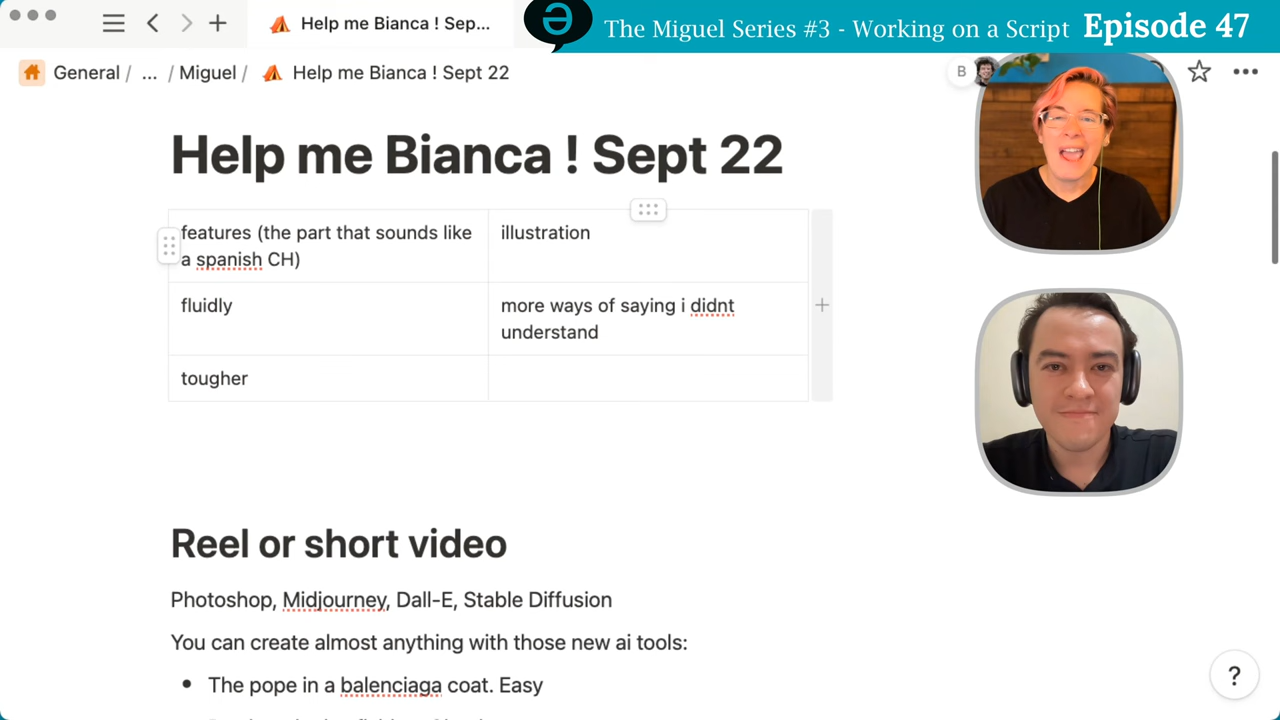 Help me Bianca ! Sep...
The Miguel Series #3 - Working on a Script Episode 47
General / ... / Miguel / Help me Bianca ! Sept 22
B
Help me Bianca ! Sept 22
features (the part that sounds like
a spanish CH)
illustration
fluidly
more ways of saying i didnt
understand
tougher
Reel or short video
Photoshop, Midjourney, Dall-E, Stable Diffusion
You can create almost anything with those new ai tools:
• The pope in a balenciaga coat. Easy
?